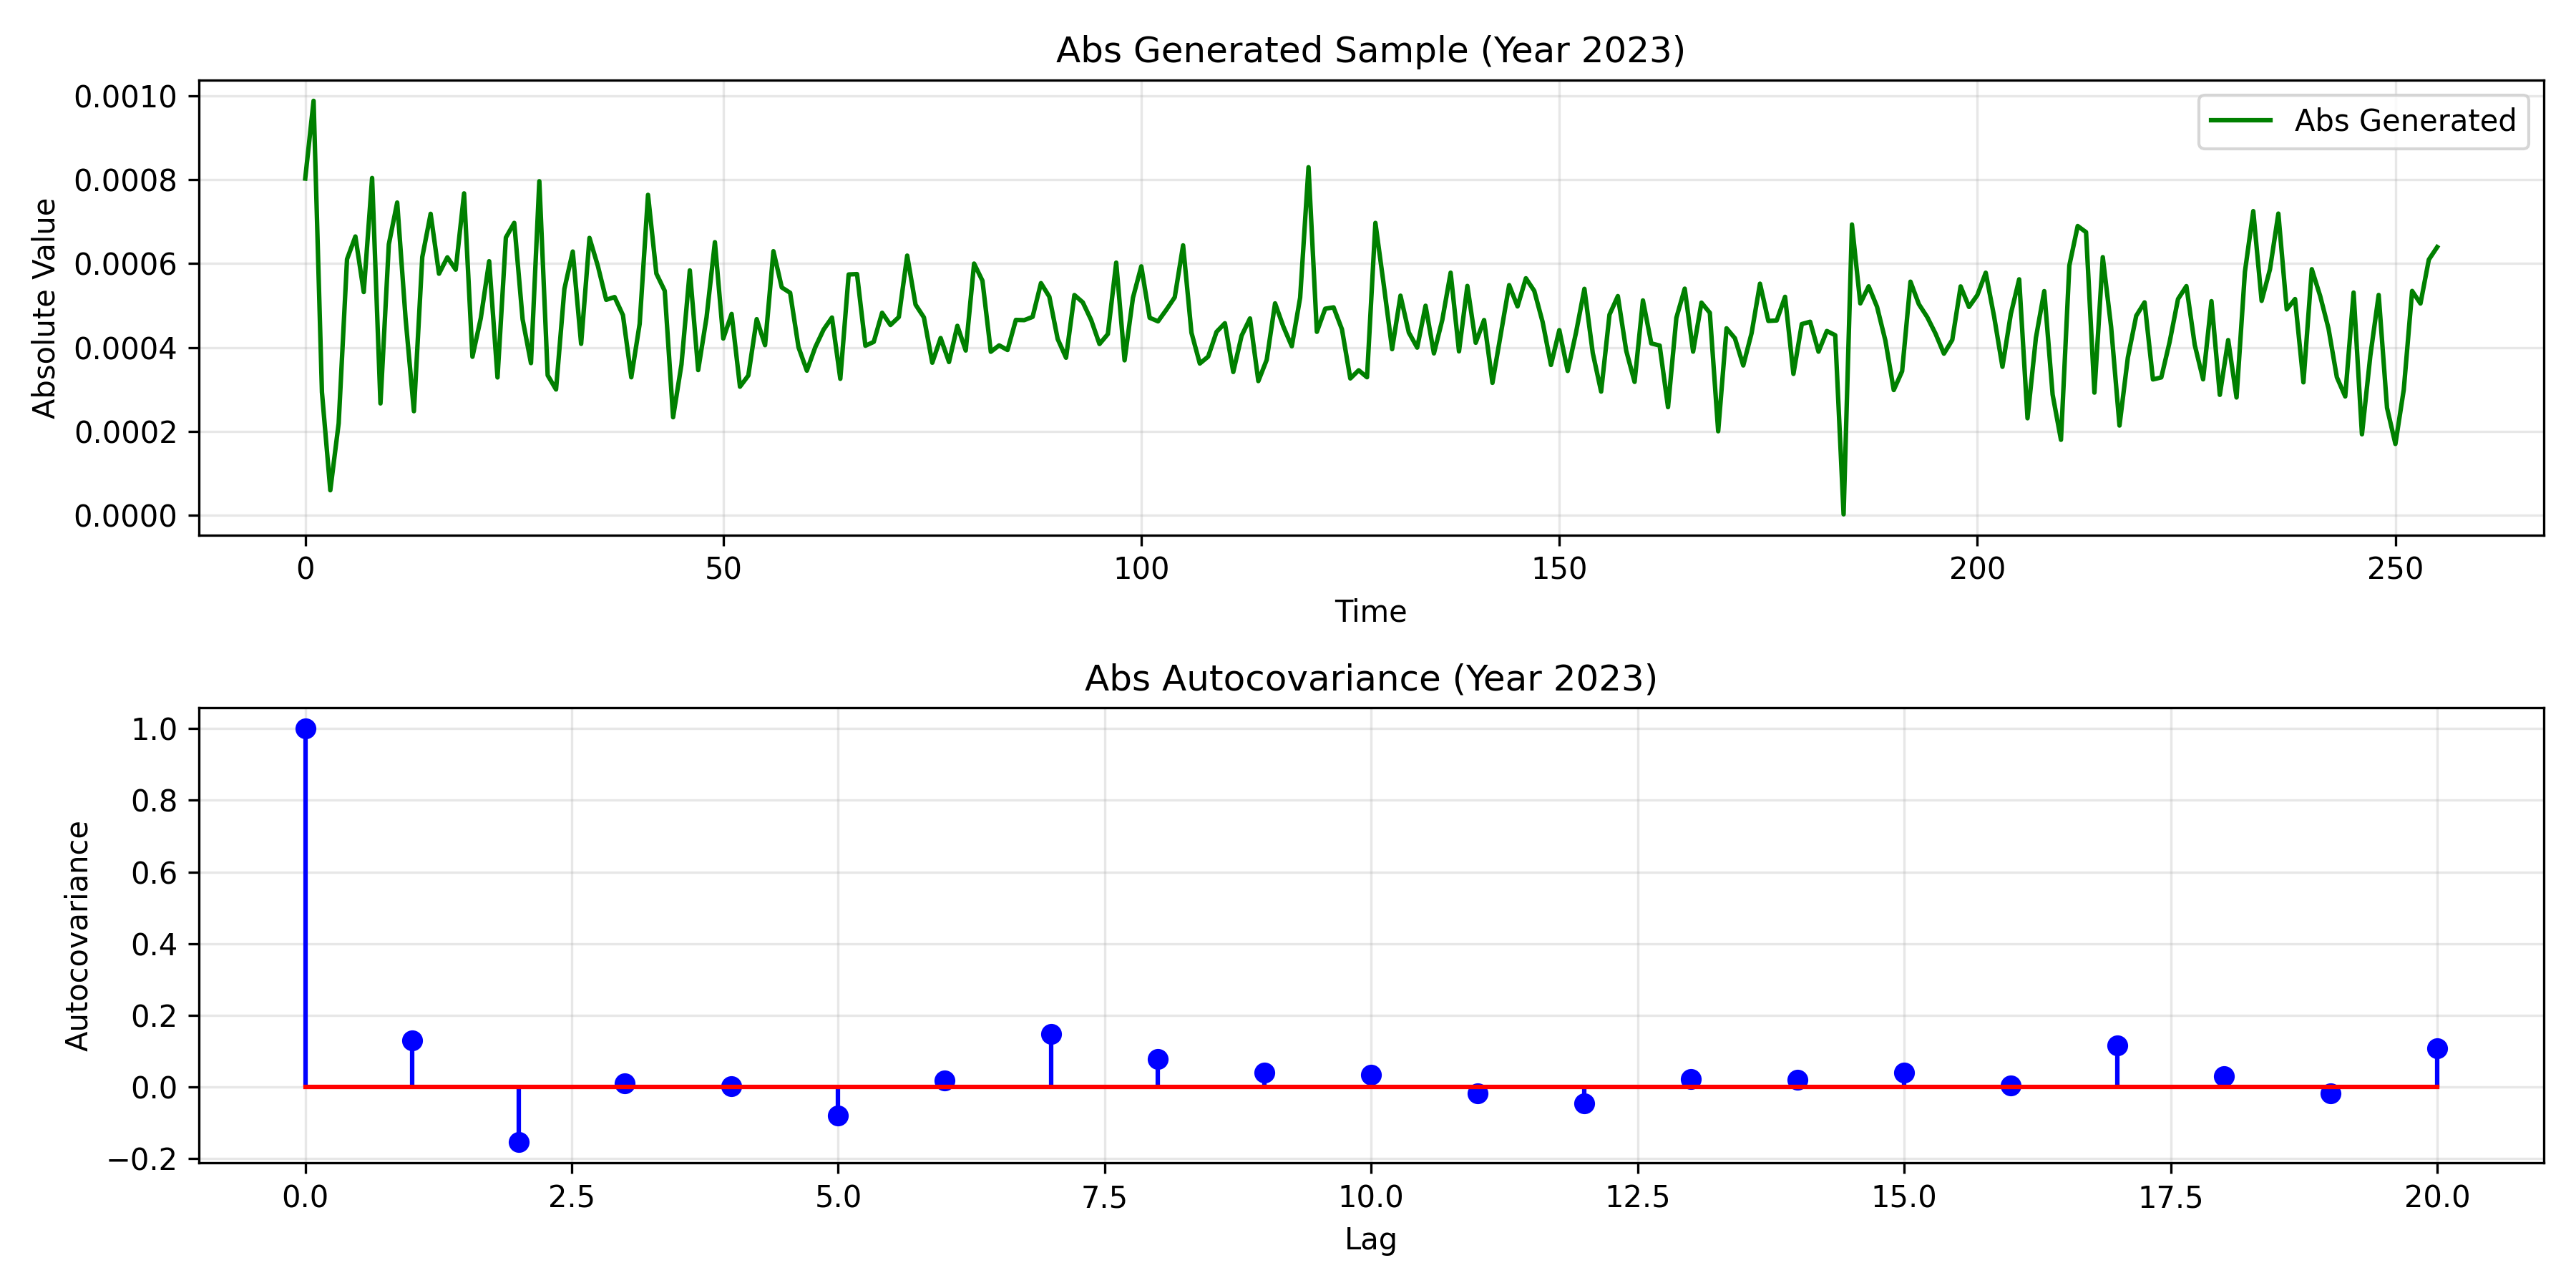 Abs Generated Sample (Year 2023)
Abs Generated
Absolute Value
0.0010
0.0008
0.0006
0.0004
0.0002
0.0000
0 50 100 150 200 250
Time
Abs Autocovariance (Year 2023)
Autocovariance
1.0
0.8
0.6
0.4
0.2
0.0
−0.2
0.0 2.5 5.0 7.5 10.0 12.5 15.0 17.5 20.0
Lag